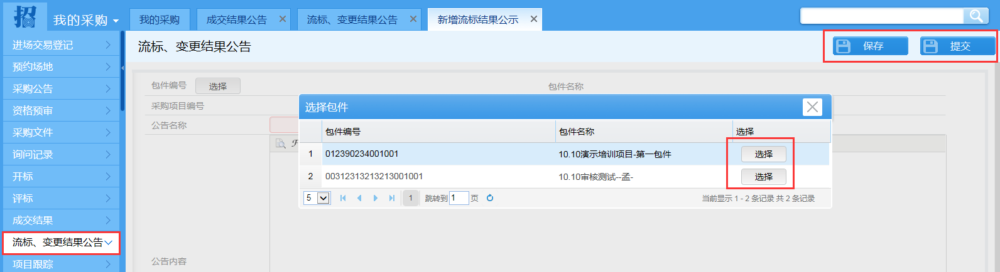 招
我的采购
我的采购
成交结果公告
流标、变更结果公告
新增流标结果公示
进场交易登记
预约场地
采购公告
资格预审
采购文件
询问记录
开标
评标
成交结果
流标、变更结果公告
项目跟踪
流标、变更结果公告
保存
提交
包件编号 选择 包件名称
采购项目编号
公告名称
公告内容
选择包件
包件编号 包件名称 选择
1 012390234001001 10.10演示培训项目-第一包件 选择
2 00312313213213001001 10.10审核测试--孟- 选择
5 1 跳转到 1 页 当前显示 1 - 2 条记录 共 2 条记录